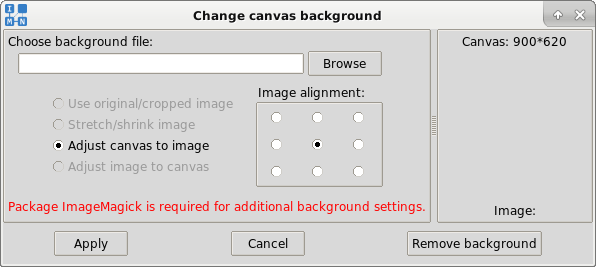 Change canvas background
Choose background file:
Browse
Use original/cropped image
Stretch/shrink image
Adjust canvas to image
Adjust image to canvas
Image alignment:
Package ImageMagick is required for additional background settings.
Canvas: 900*620
Image:
Apply
Cancel
Remove background